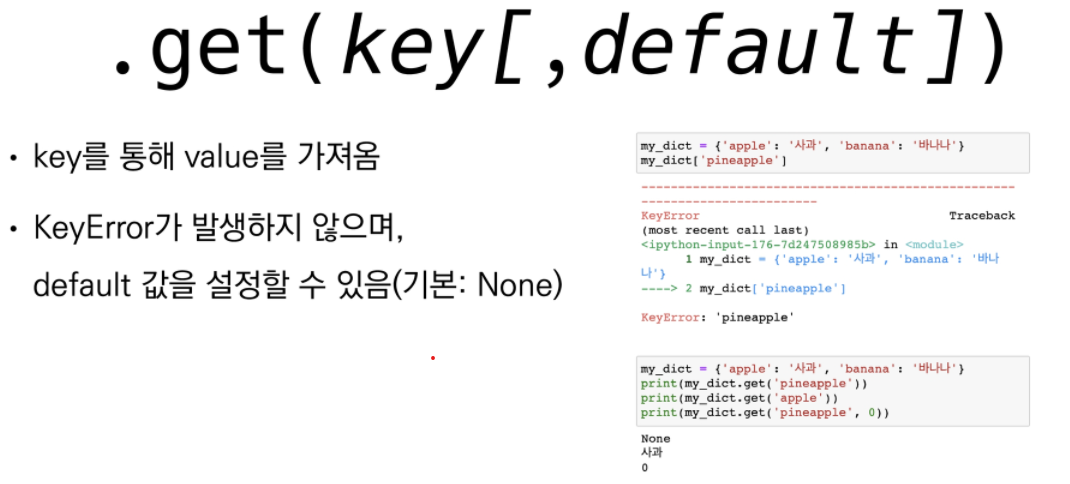 .get(key[,default])
• key를 통해 value를 가져옴
• KeyError가 발생하지 않으며,
default 값을 설정할 수 있음(기본: None)
my_dict = {'apple': '사과', 'banana': '바나나'}
my_dict['pineapple']
---------------------------------------------------
------------------------
KeyError Traceback
(most recent call last)
<ipython-input-176-7d247508985b> in <module>
1 my_dict = {'apple': '사과', 'banana': '바나
나'}
----> 2 my_dict['pineapple']
KeyError: 'pineapple'
my_dict = {'apple': '사과', 'banana': '바나나'}
print(my_dict.get('pineapple'))
print(my_dict.get('apple'))
print(my_dict.get('pineapple', 0))
None
사과
0